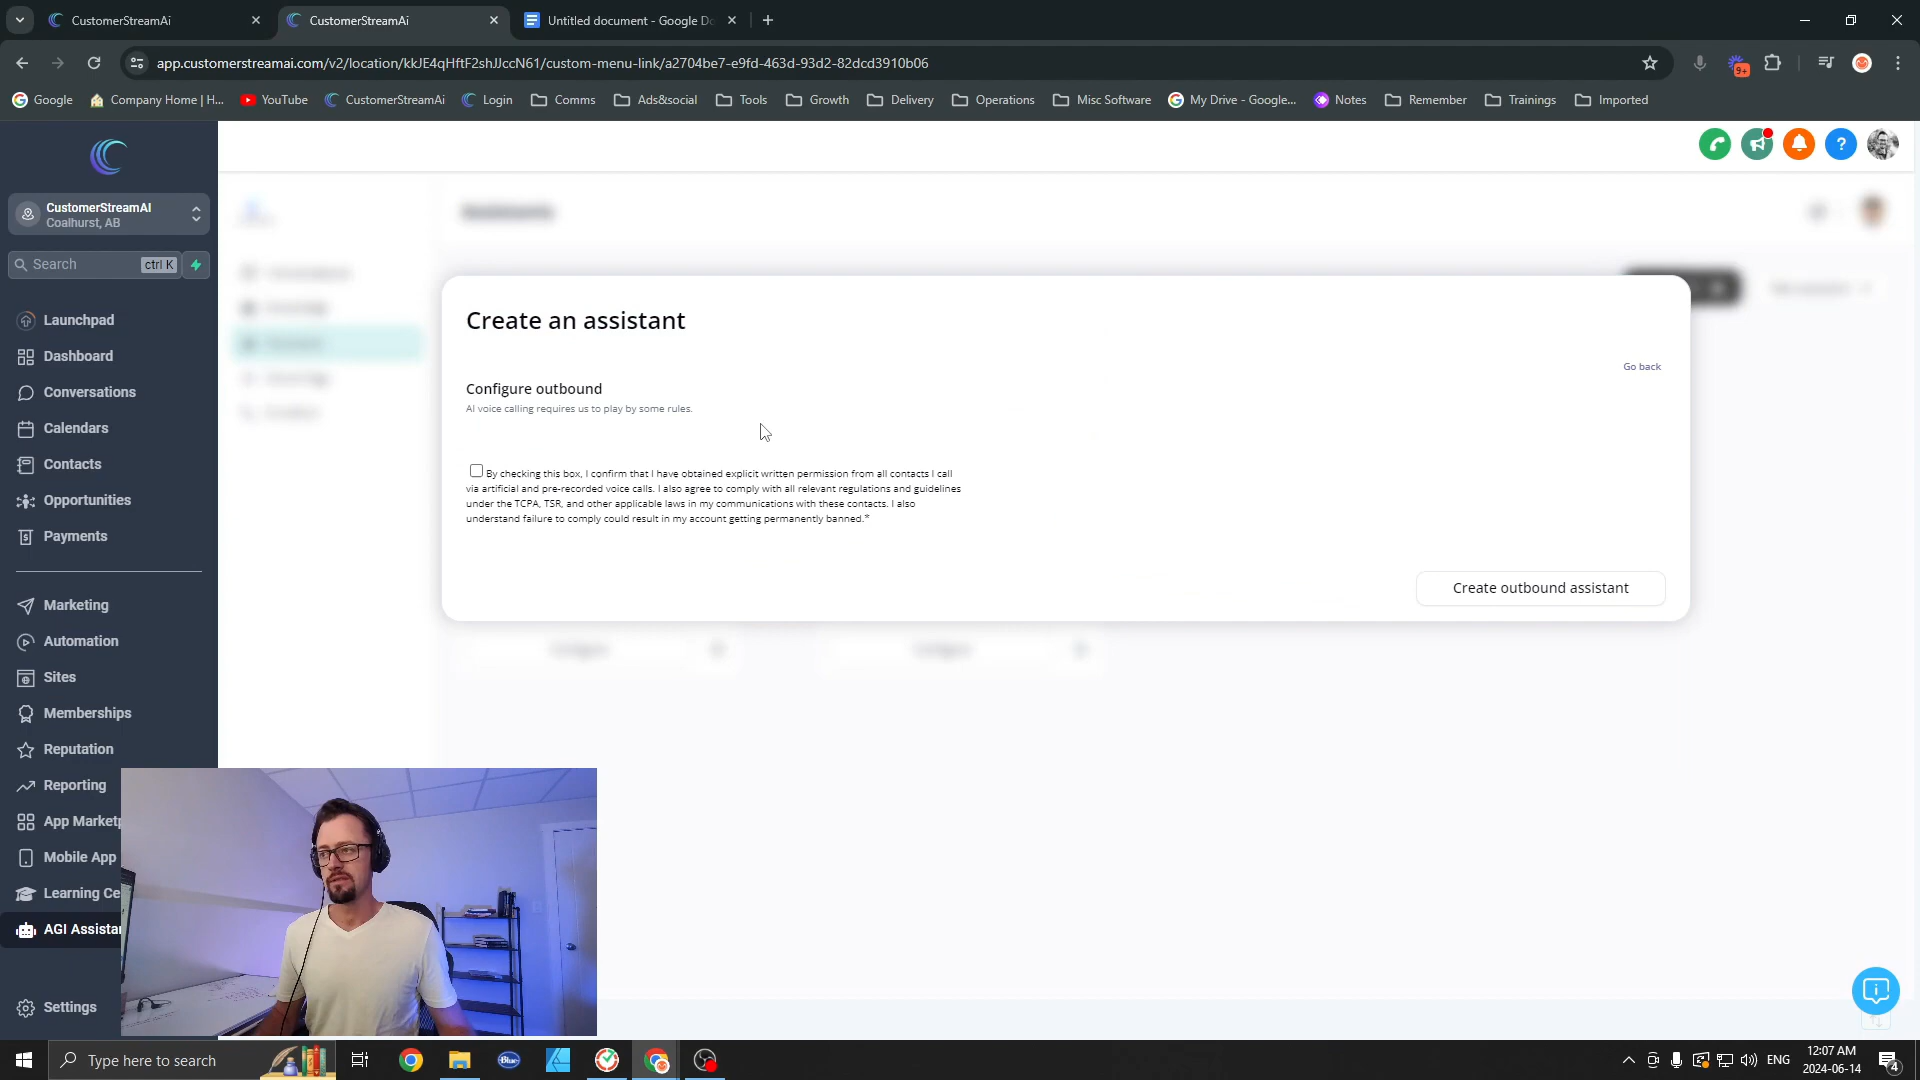 CustomerStreamAi
CustomerStreamAi
Untitled document - Google Do
app.customerstreamai.com/v2/location/kkJE4qHftF2shJJccN61/custom-menu-link/a2704be7-e9fd-463d-93d2-82dcd3910b06
9+
Google
Company Home | H...
YouTube
CustomerStreamAi
Login
Comms
Ads&social
Tools
Growth
Delivery
Operations
Misc Software
My Drive - Google...
Notes
Remember
Trainings
Imported
CustomerStreamAI
Coalhurst, AB
Search
ctrl K
Launchpad
Dashboard
Conversations
Calendars
Contacts
Opportunities
Payments
Marketing
Automation
Sites
Memberships
Reputation
Reporting
App Marketp
Mobile App
Learning Ce
AGI Assistan
Settings
Create an assistant
Go back
Configure outbound
AI voice calling requires us to play by some rules.
By checking this box, I confirm that I have obtained explicit written permission from all contacts I call
via artificial and pre-recorded voice calls. I also agree to comply with all relevant regulations and guidelines
under the TCPA, TSR, and other applicable laws in my communications with these contacts. I also
understand failure to comply could result in my account getting permanently banned.*
Create outbound assistant
Type here to search
Blue
ENG
12:07 AM
2024-06-14
4